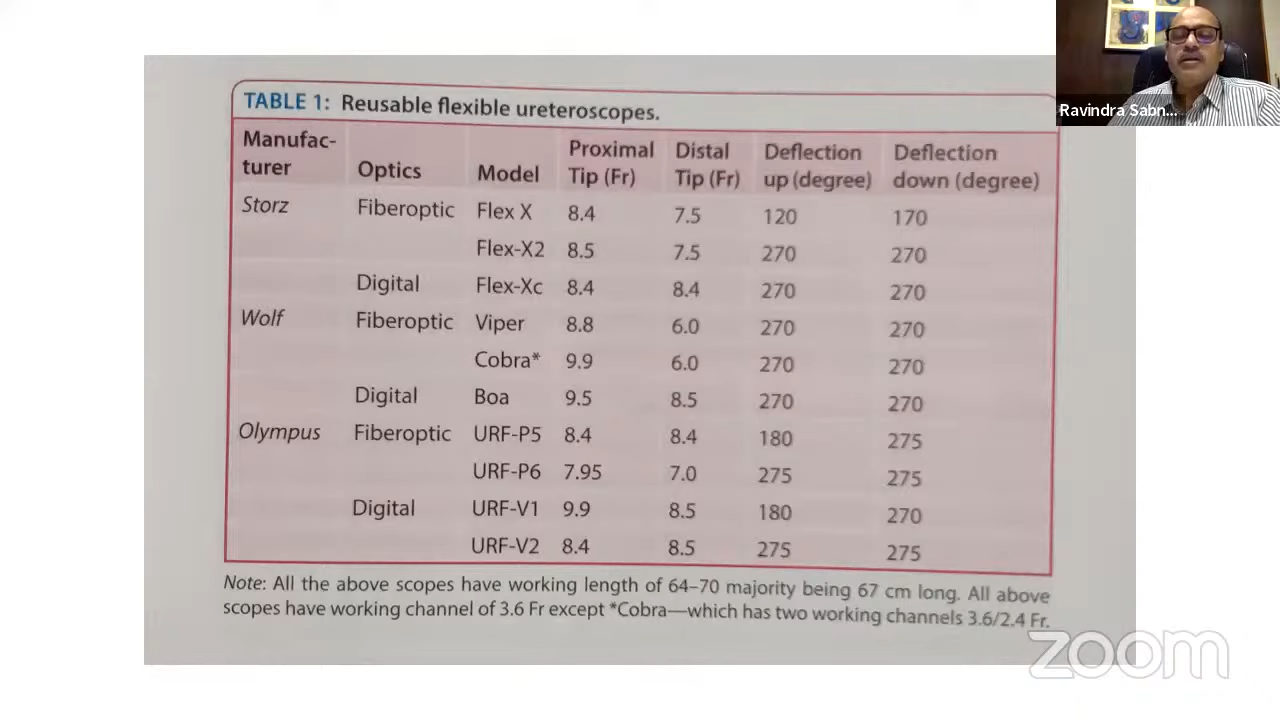 Ravindra Sabn...
TABLE 1: Reusable flexible ureteroscopes.
Manufac-
turer Optics Model Proximal Tip (Fr) Distal Tip (Fr) Deflection up (degree) Deflection down (degree)
Storz Fiberoptic Flex X 8.4 7.5 120 170
Flex-X2 8.5 7.5 270 270
Digital Flex-Xc 8.4 8.4 270 270
Wolf Fiberoptic Viper 8.8 6.0 270 270
Cobra* 9.9 6.0 270 270
Digital Boa 9.5 8.5 270 270
Olympus Fiberoptic URF-P5 8.4 8.4 180 275
URF-P6 7.95 7.0 275 275
Digital URF-V1 9.9 8.5 180 270
URF-V2 8.4 8.5 275 275
Note: All the above scopes have working length of 64–70 majority being 67 cm long. All above
scopes have working channel of 3.6 Fr except *Cobra—which has two working channels 3.6/2.4 Fr.
zoom